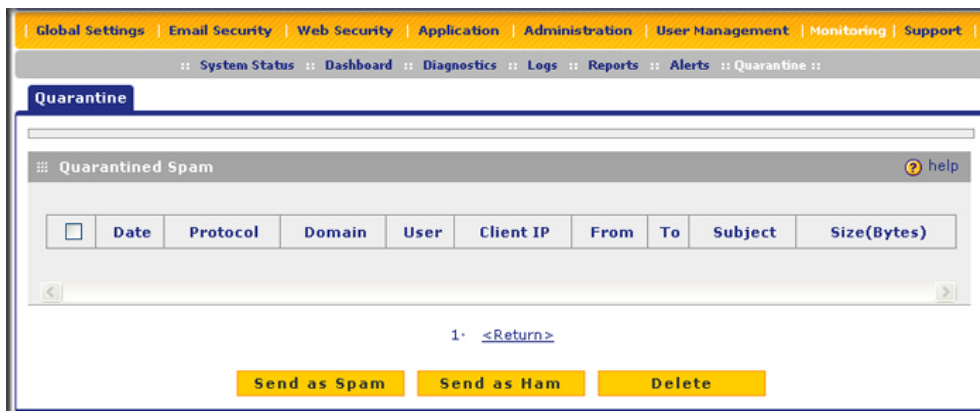 | Global Settings | Email Security | Web Security | Application | Administration | User Management | Monitoring | Support |
:: System Status :: Dashboard :: Diagnostics :: Logs :: Reports :: Alerts :: Quarantine ::
Quarantine
Quarantined Spam ? help
Date Protocol Domain User Client IP From To Subject Size(Bytes)
< >
1· <Return>
Send as Spam Send as Ham Delete